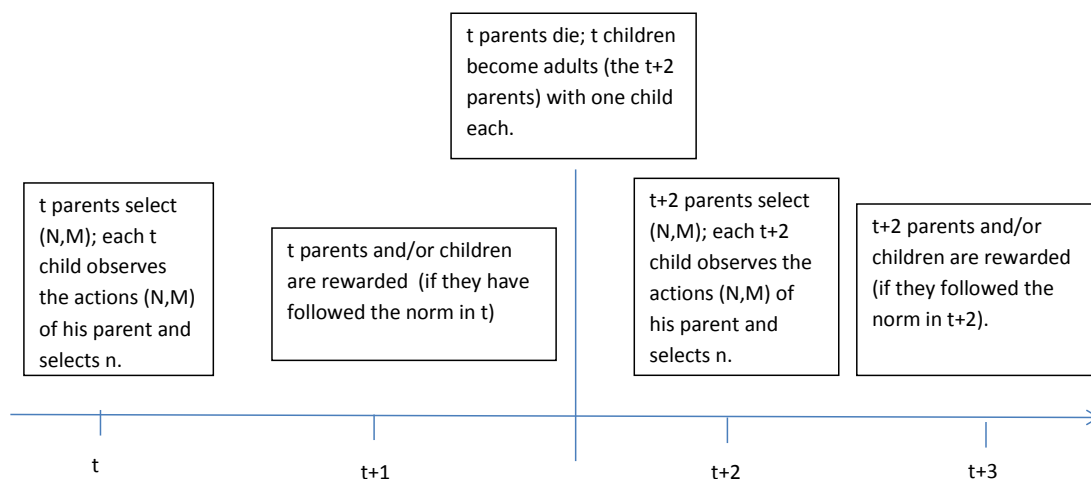 t parents die; t children
become adults (the t+2
parents) with one child
each.
t parents select
(N,M); each t
child observes
the actions (N,M)
of his parent and
selects n.
t parents and/or children
are rewarded  (if they have
followed the norm in t)
t+2 parents select
(N,M); each t+2
child observes the
actions (N,M) of
his parent and
selects n.
t+2 parents and/or
children are rewarded
(if they followed the
norm in t+2).
t
t+1
t+2
t+3